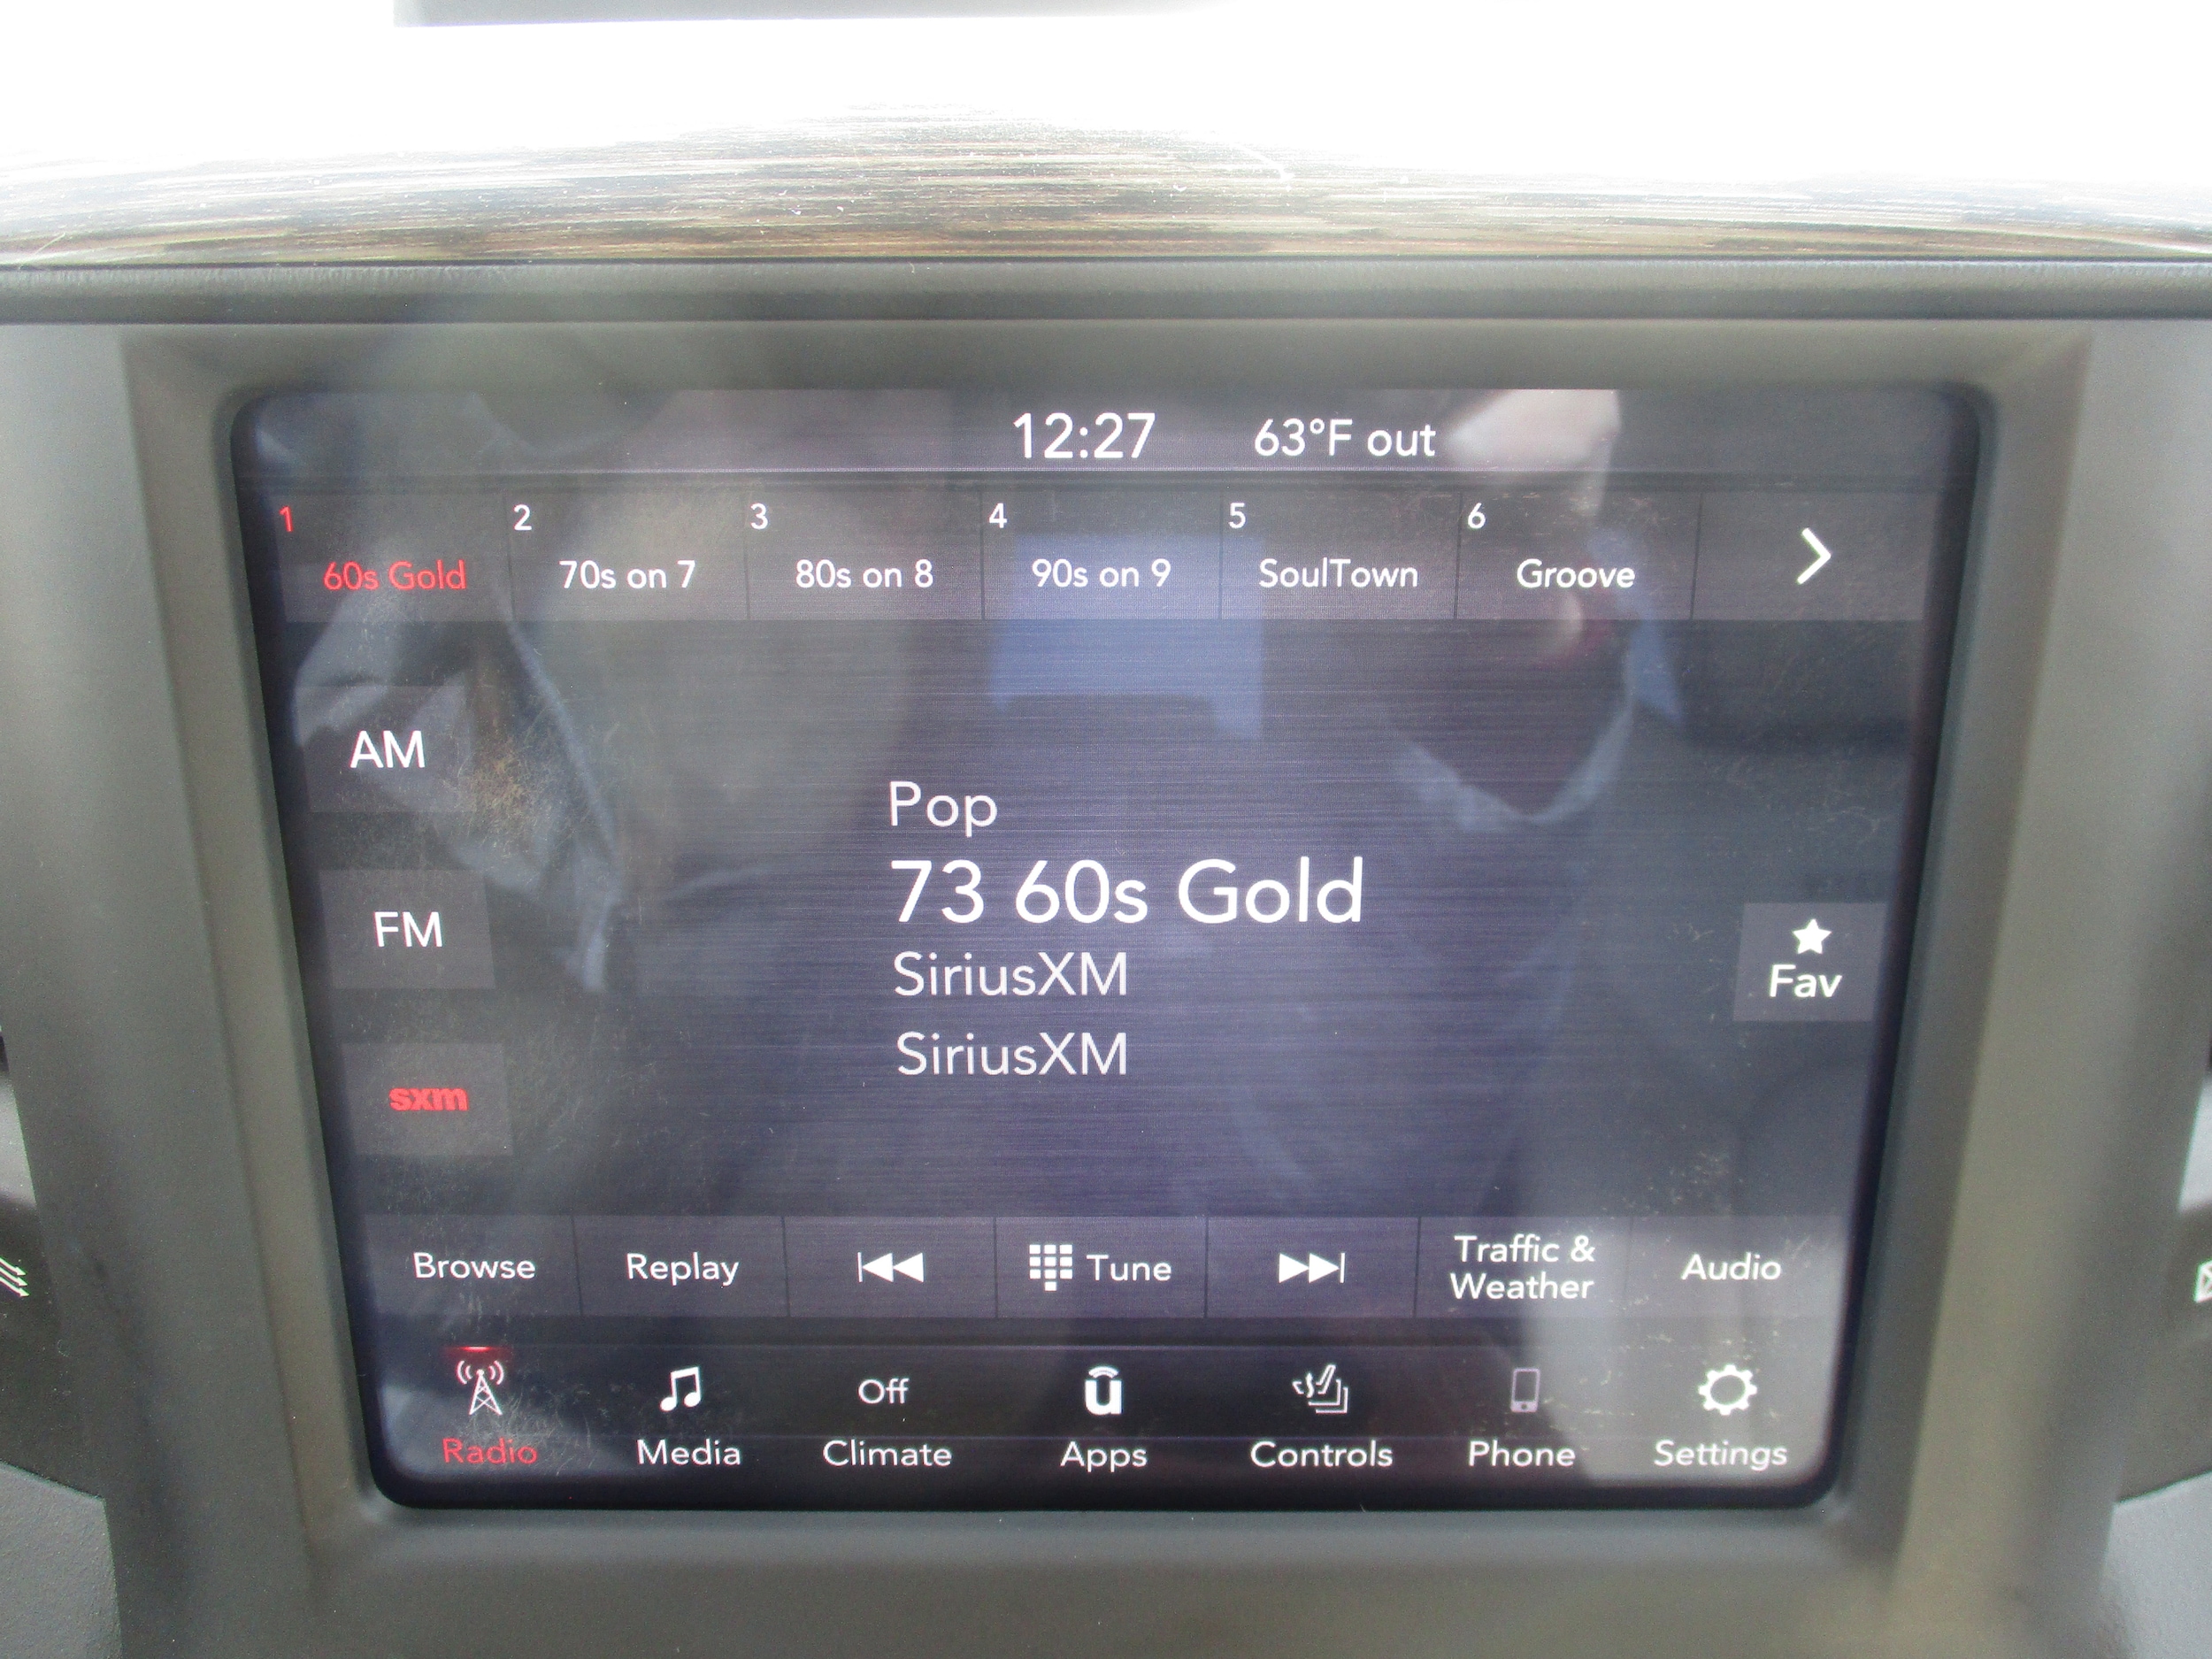 12:27 63°F out
1 2 3 4 5 6
60s Gold 70s on 7 80s on 8 90s on 9 SoulTown Groove
AM
Pop
73 60s Gold
FM
SiriusXM
Fav
SiriusXM
sxm
Browse Replay Tune Traffic & Weather Audio
Off
Radio Media Climate Apps Controls Phone Settings